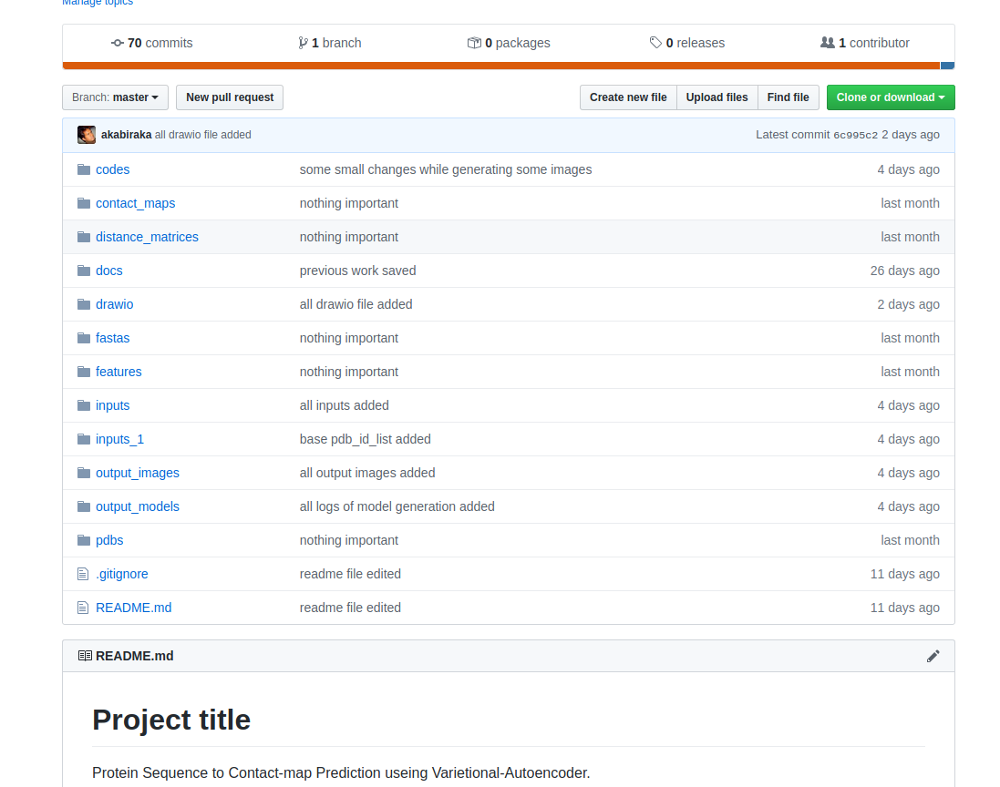 Manage topics
70 commits 1 branch 0 packages 0 releases 1 contributor
Branch: master New pull request Create new file Upload files Find file Clone or download
akabiraka all drawio file added Latest commit 6c995c2 2 days ago
codes some small changes while generating some images 4 days ago
contact_maps nothing important last month
distance_matrices nothing important last month
docs previous work saved 26 days ago
drawio all drawio file added 2 days ago
fastas nothing important last month
features nothing important last month
inputs all inputs added 4 days ago
inputs_1 base pdb_id_list added 4 days ago
output_images all output images added 4 days ago
output_models all logs of model generation added 4 days ago
pdbs nothing important last month
.gitignore readme file edited 11 days ago
README.md readme file edited 11 days ago
README.md
Project title
Protein Sequence to Contact-map Prediction useing Varietional-Autoencoder.